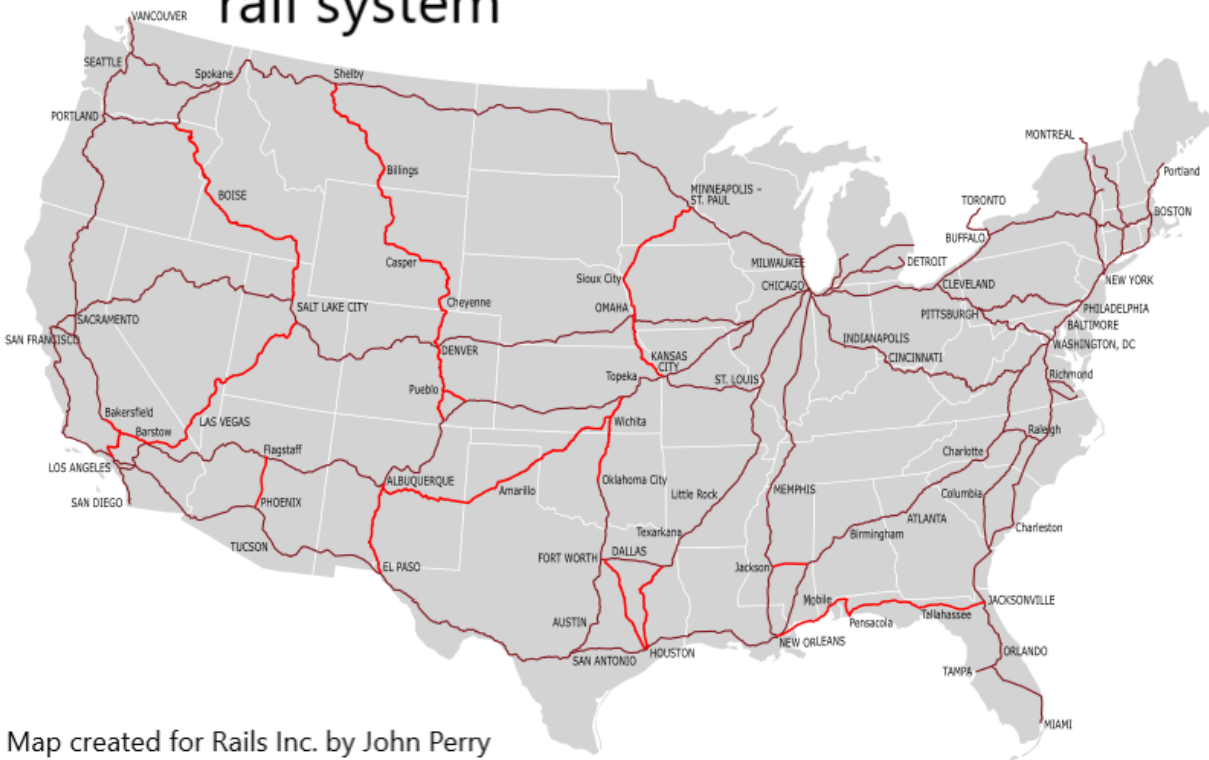 rail system
VANCOUVER
SEATTLE
Spokane
Shelby
PORTLAND
MONTREAL
Billings
Portland
BOISE
MINNEAPOLIS –
ST. PAUL
TORONTO
BOSTON
BUFFALO
Casper
MILWAUKEE
DETROIT
Sioux City
CHICAGO
CLEVELAND
NEW YORK
Cheyenne
SALT LAKE CITY
OMAHA
PITTSBURGH
PHILADELPHIA
SACRAMENTO
BALTIMORE
SAN FRANCISCO
INDIANAPOLIS
WASHINGTON, DC
DENVER
KANSAS
CITY
CINCINNATI
Topeka
ST. LOUIS
Richmond
Pueblo
Bakersfield
LAS VEGAS
Wichita
Barstow
Raleigh
Flagstaff
Charlotte
LOS ANGELES
ALBUQUERQUE
Oklahoma City
Amarillo
Little Rock
MEMPHIS
Columbia
SAN DIEGO
PHOENIX
ATLANTA
Charleston
Texarkana
Birmingham
TUCSON
FORT WORTH
DALLAS
EL PASO
Jackson
Mobile
JACKSONVILLE
Tallahassee
AUSTIN
Pensacola
NEW ORLEANS
HOUSTON
SAN ANTONIO
ORLANDO
TAMPA
MIAMI
Map created for Rails Inc. by John Perry